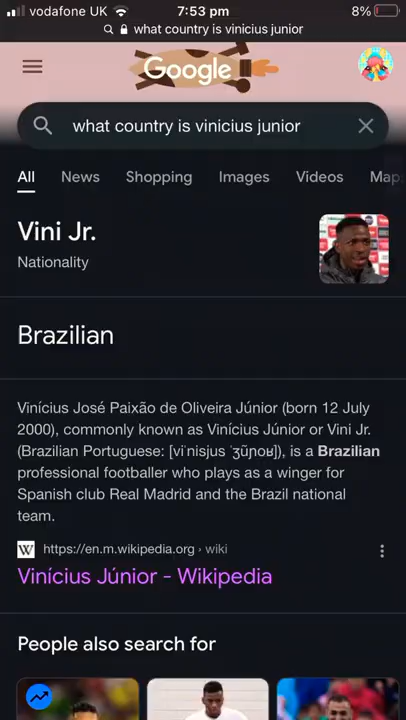 vodafone UK 7:53 pm 8%
what country is vinicius junior
Google
what country is vinicius junior
All News Shopping Images Videos Map
Vini Jr.
Nationality
Brazilian
Vinícius José Paixão de Oliveira Júnior (born 12 July
2000), commonly known as Vinícius Júnior or Vini Jr.
(Brazilian Portuguese: [viˈnisjus ˈʒũɲoʁ]), is a Brazilian
professional footballer who plays as a winger for
Spanish club Real Madrid and the Brazil national
team.
W https://en.m.wikipedia.org › wiki
Vinícius Júnior - Wikipedia
People also search for